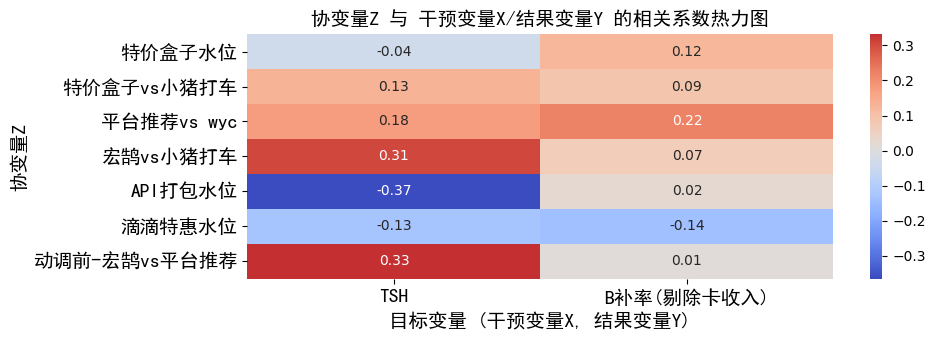 协变量Z 与 干预变量X/结果变量Y 的相关系数热力图
协变量Z
特价盒子水位 -0.04 0.12
特价盒子vs小猪打车 0.13 0.09
平台推荐vs wyc 0.18 0.22
宏鹄vs小猪打车 0.31 0.07
API打包水位 -0.37 0.02
滴滴特惠水位 -0.13 -0.14
动调前-宏鹄vs平台推荐 0.33 0.01
TSH B补率(剔除卡收入)
目标变量 (干预变量X, 结果变量Y)
0.3
0.2
0.1
0.0
-0.1
-0.2
-0.3